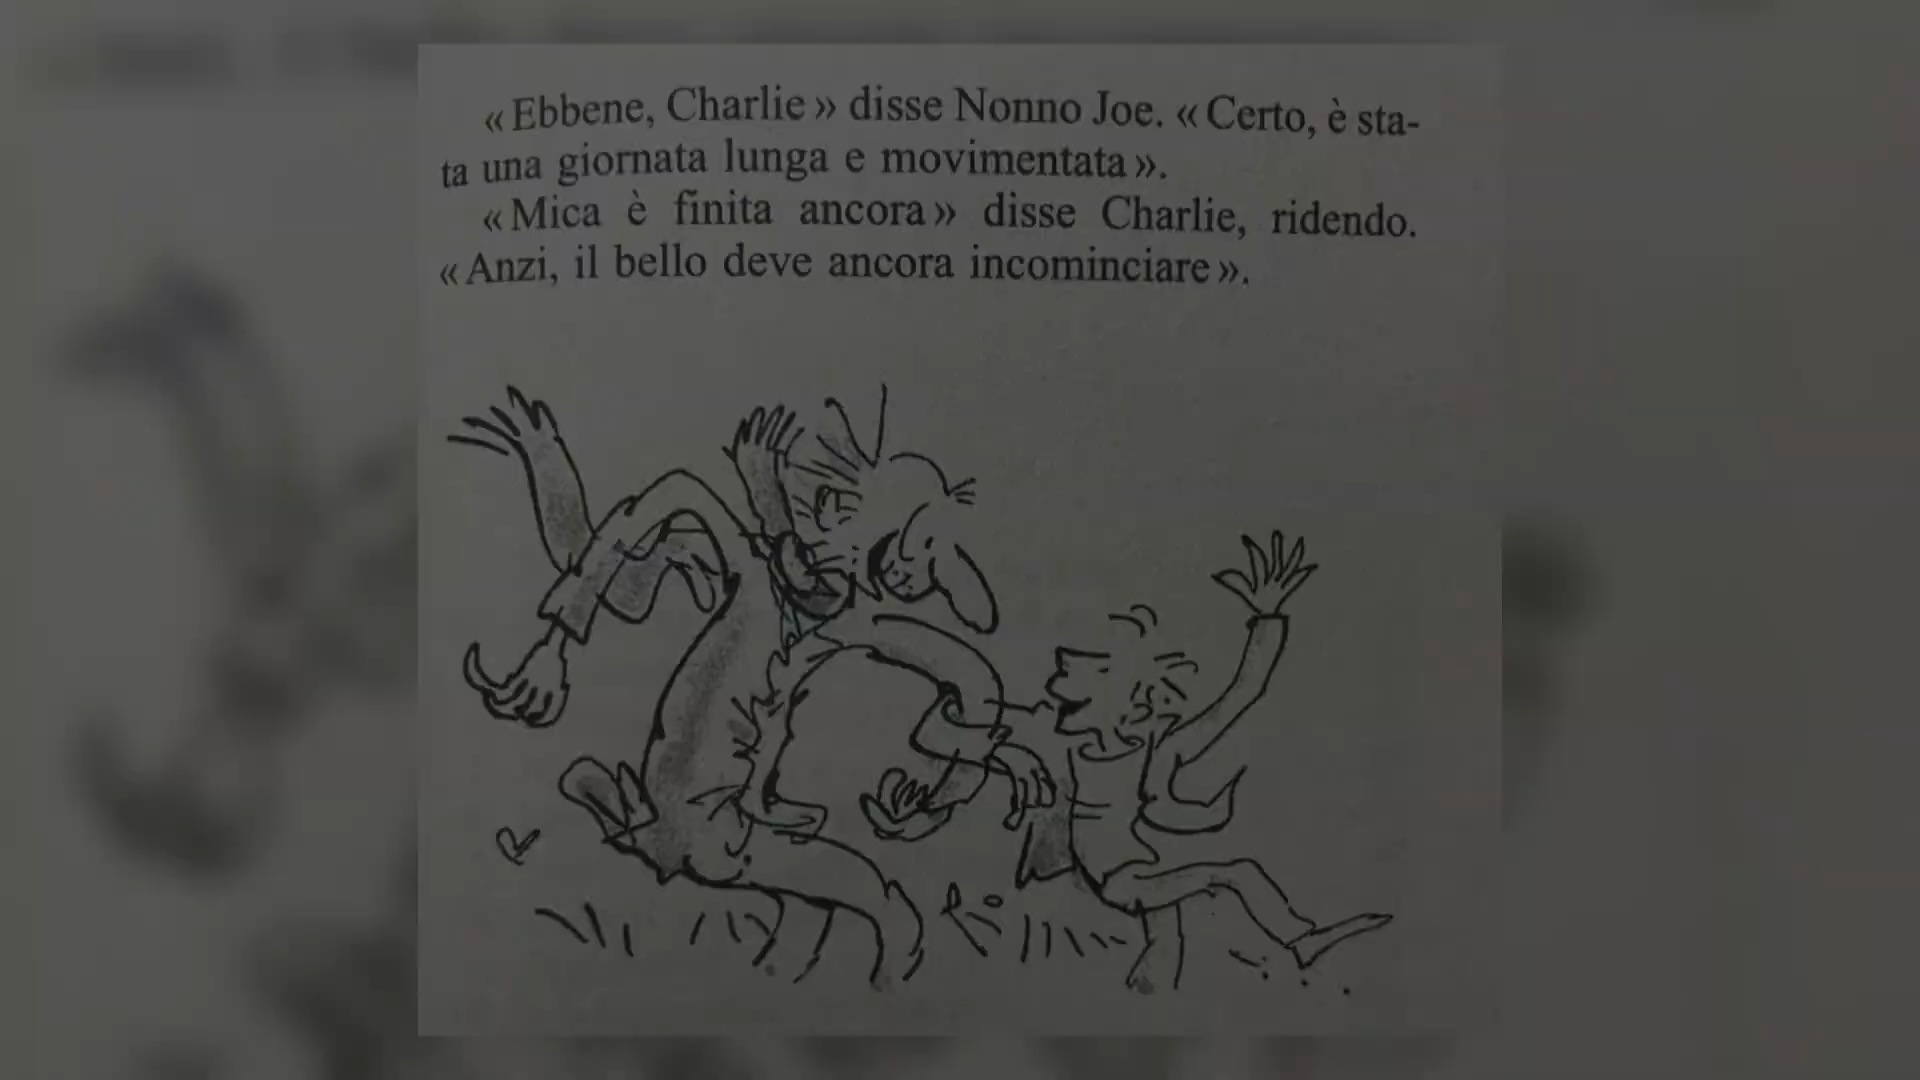 «Ebbene, Charlie» disse Nonno Joe. «Certo, è sta-
ta una giornata lunga e movimentata».
«Mica è finita ancora» disse Charlie, ridendo.
«Anzi, il bello deve ancora incominciare».